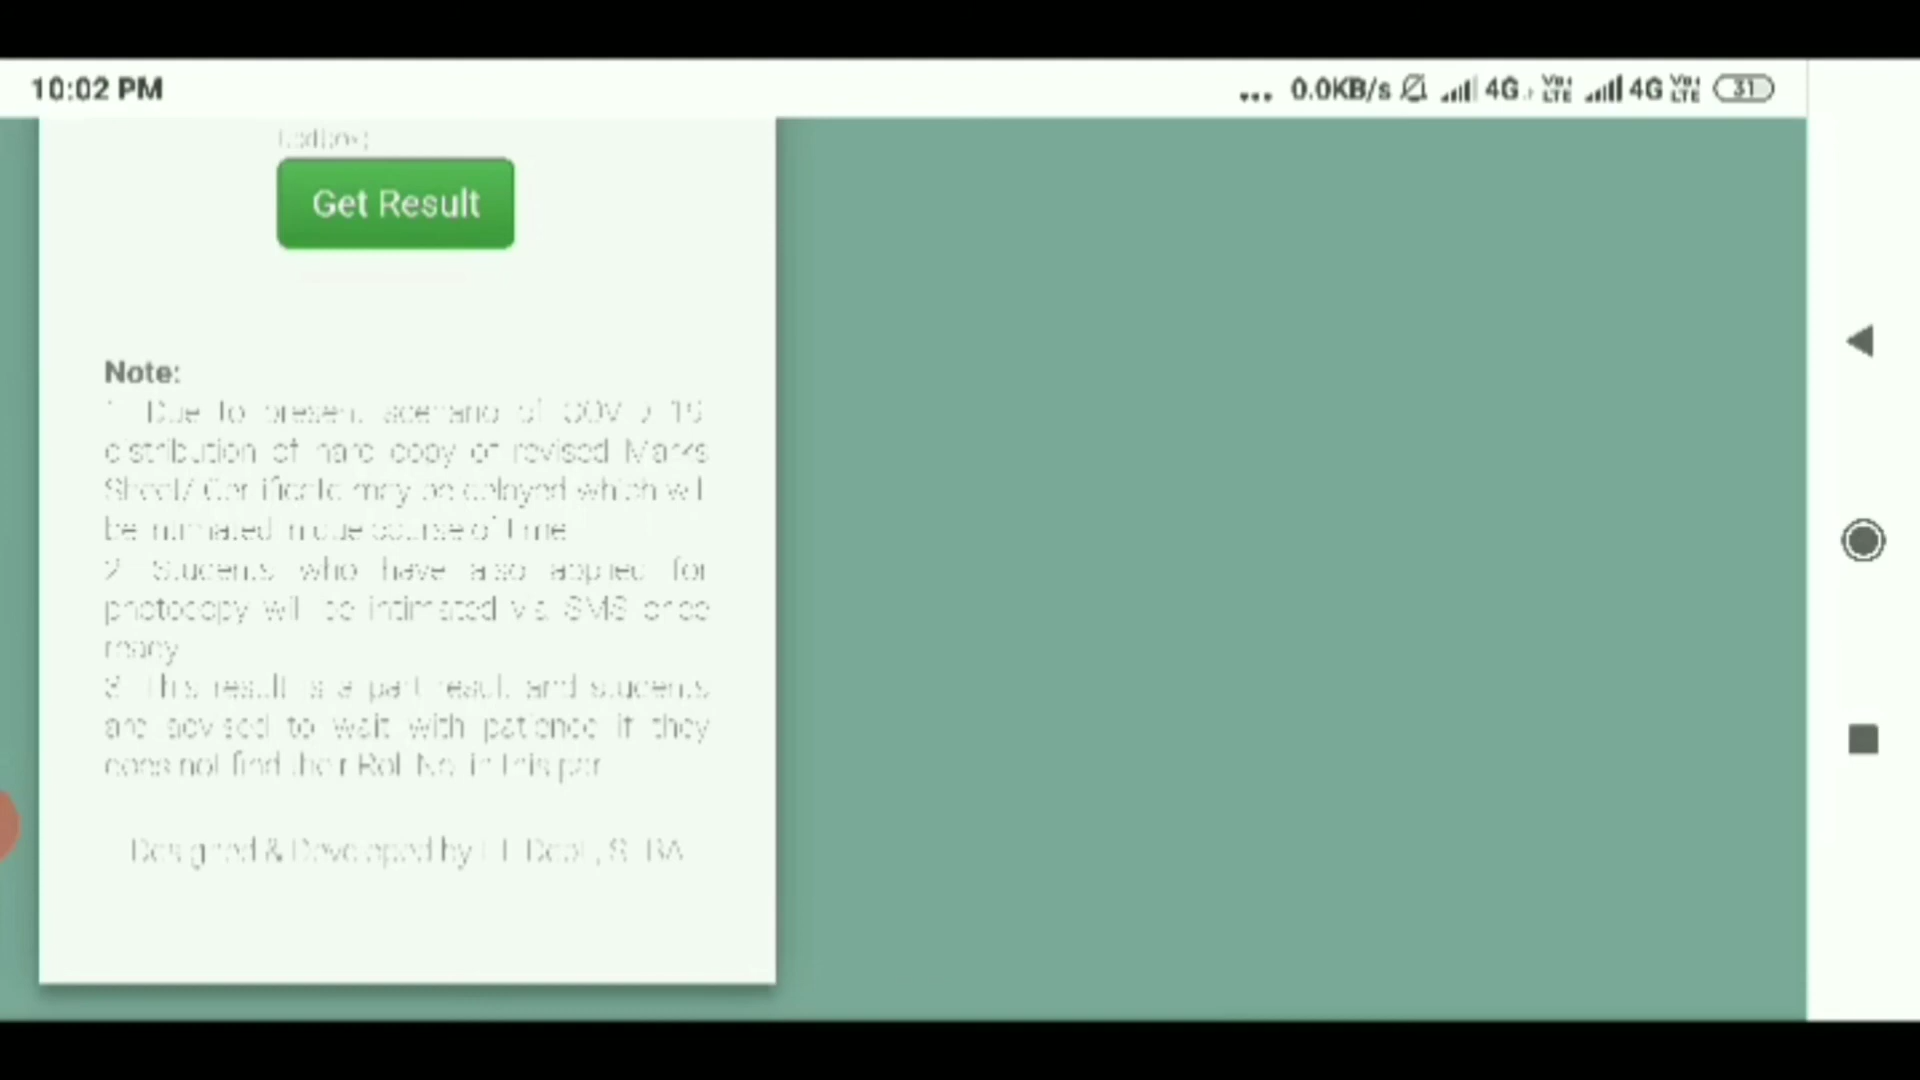 10:02 PM
... 0.0KB/s 4G VoLTE 4G VoLTE 31
Get Result
Note:
1. Due to present scenario of COVID 19
distribution of hard copy of revised Marks
Sheet/ Certificate may be delayed which will
be intimated in due course of time
2. Students who have also applied for
photocopy will be intimated via SMS once
ready
3. This result is a part result and students
are advised to wait with patience if they
does not find their Roll No. in this part
Designed & Developed by I.T. Dept., SEBA